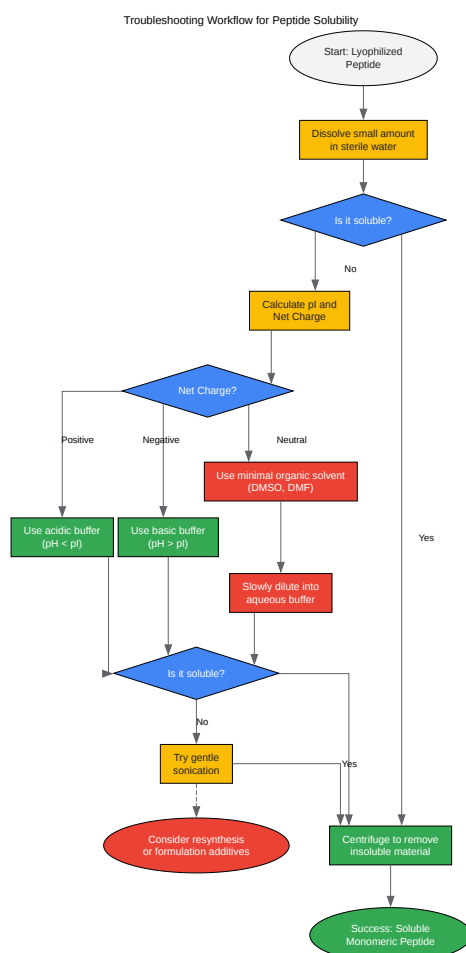 Troubleshooting Workflow for Peptide Solubility
Start: Lyophilized
Peptide
Dissolve small amount
in sterile water
Is it soluble?
No
Calculate pI and
Net Charge
Net Charge?
Positive
Negative
Neutral
Use minimal organic solvent
(DMSO, DMF)
Use acidic buffer
(pH < pI)
Use basic buffer
(pH > pI)
Yes
Slowly dilute into
aqueous buffer
Is it soluble?
No
Try gentle
sonication
Yes
Consider resynthesis
or formulation additives
Centrifuge to remove
insoluble material
Success: Soluble
Monomeric Peptide